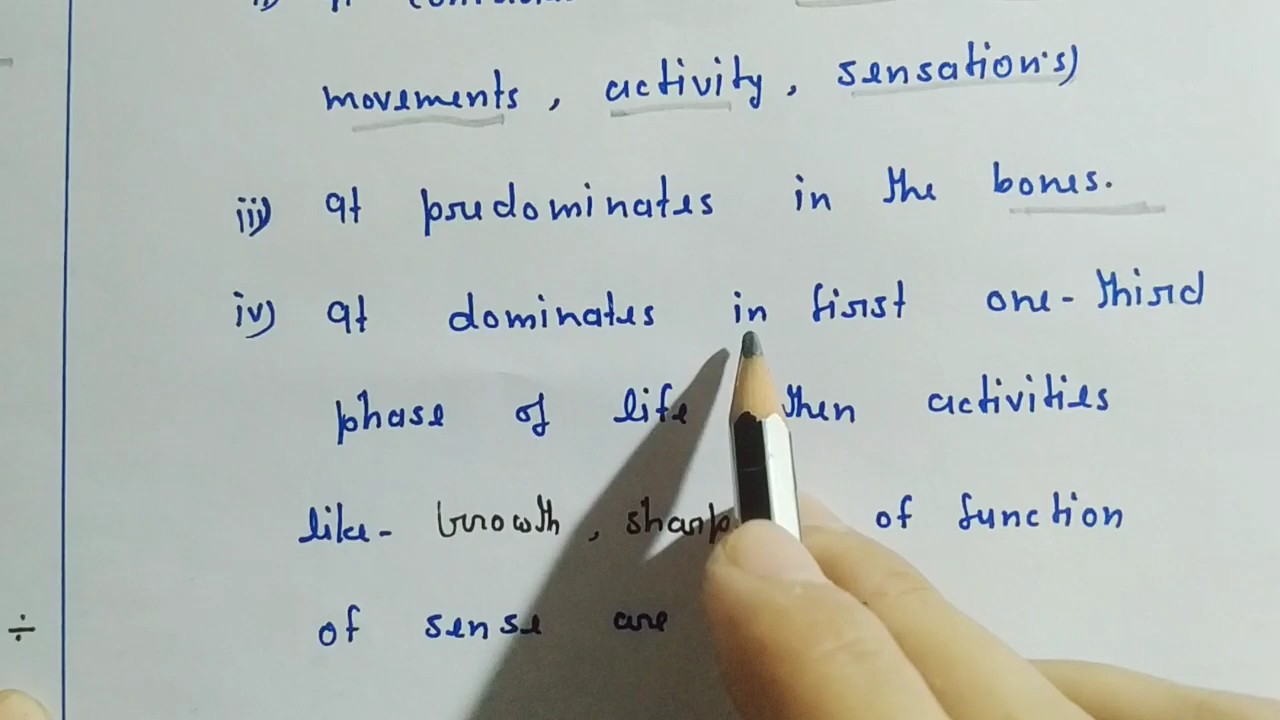 movements, activity, sensations)
iii) It predominates in the bones.
iv) It dominates in first one-third
phase of life then activities
like- Growth, sharp of function
of sense are
÷